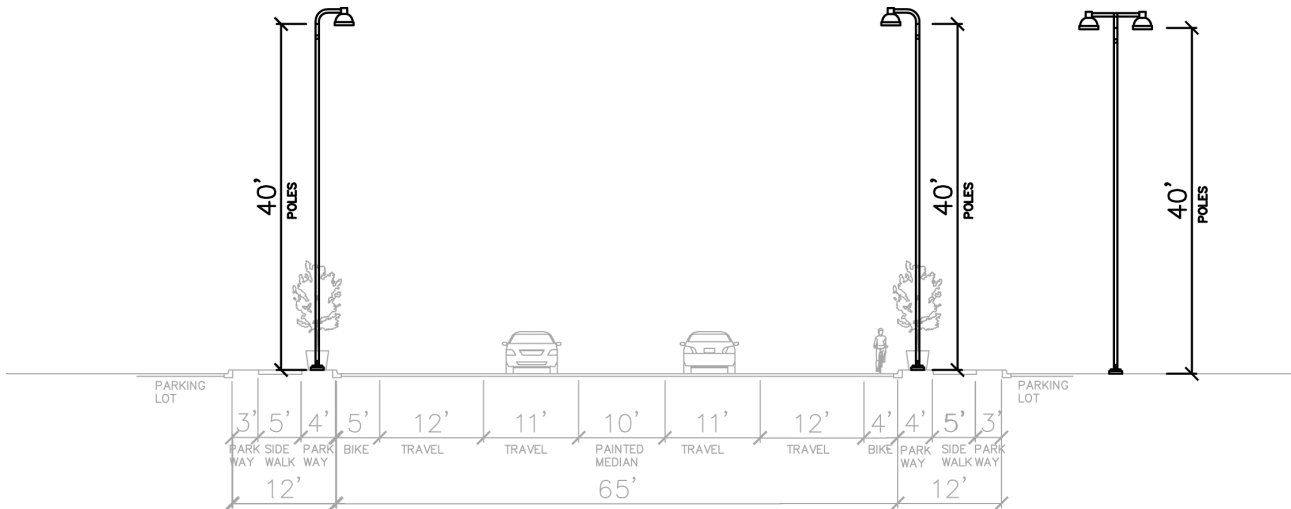 40'
POLES
40'
POLES
40'
POLES
PARKING
LOT
PARKING
LOT
3' 5' 4' 5' 12' 11' 10' 11' 12' 4' 4' 5' 3'
PARK
WAY
SIDE
WALK
PARK
WAY
BIKE
TRAVEL
TRAVEL
PAINTED
MEDIAN
TRAVEL
TRAVEL
BIKE
PARK
WAY
SIDE
WALK
PARK
WAY
12' 65' 12'